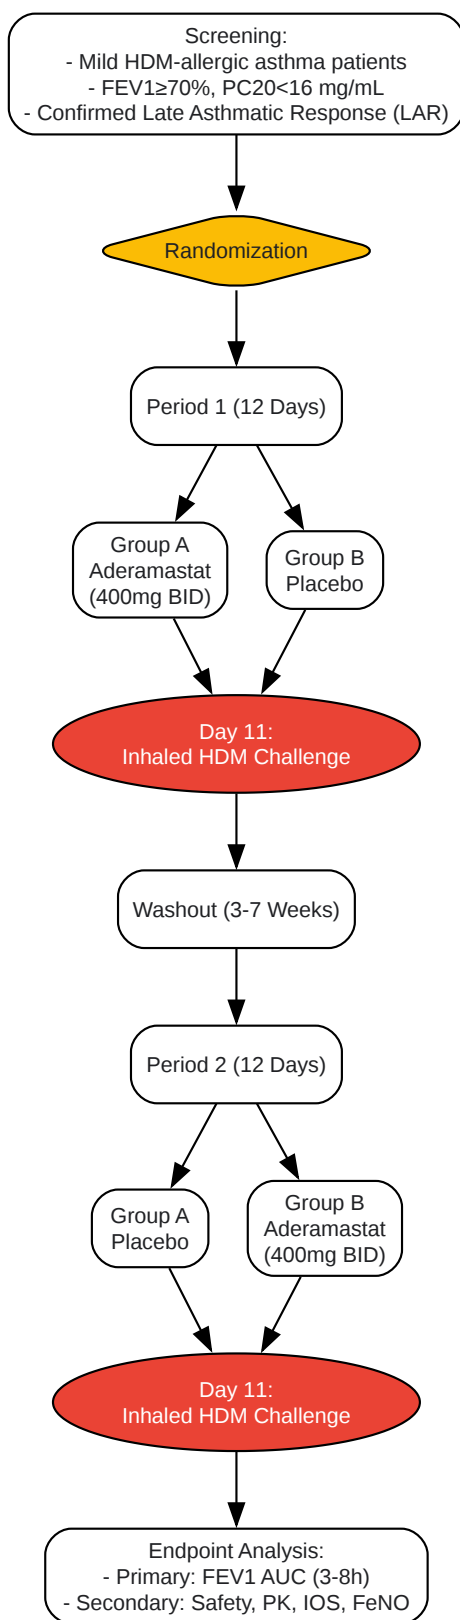 Screening:
- Mild HDM-allergic asthma patients
- FEV1≥70%, PC20<16 mg/mL
- Confirmed Late Asthmatic Response (LAR)
Randomization
Period 1 (12 Days)
Group A
Aderamastat
(400mg BID)
Group B
Placebo
Day 11:
Inhaled HDM Challenge
Washout (3-7 Weeks)
Period 2 (12 Days)
Group A
Placebo
Group B
Aderamastat
(400mg BID)
Day 11:
Inhaled HDM Challenge
Endpoint Analysis:
- Primary: FEV1 AUC (3-8h)
- Secondary: Safety, PK, IOS, FeNO